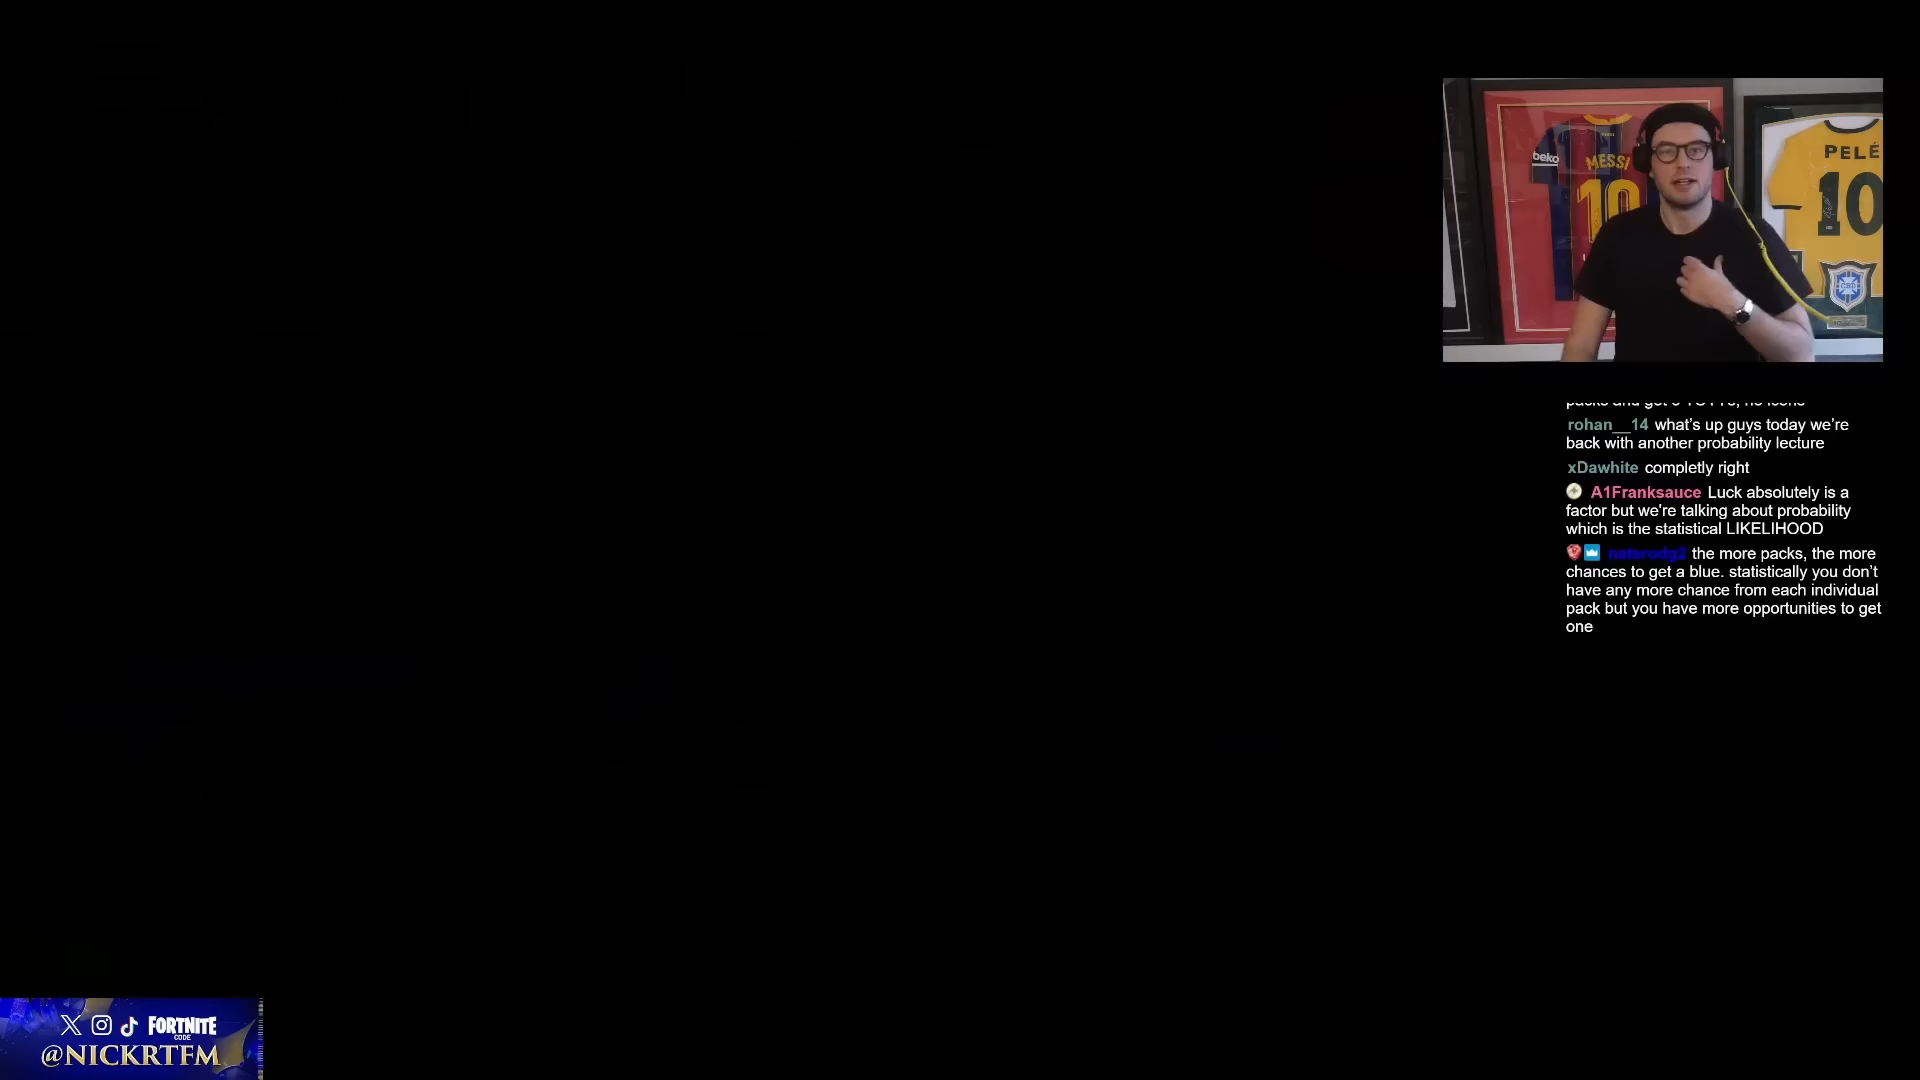 beko
MESSI
10
PELÉ
10
rohan__14 what's up guys today we're
back with another probability lecture
xDawhite completly right
A1Franksauce Luck absolutely is a
factor but we're talking about probability
which is the statistical LIKELIHOOD
naterodg2 the more packs, the more
chances to get a blue. statistically you don't
have any more chance from each individual
pack but you have more opportunities to get
one
FORTNITE
CODE
@NICKRTFM